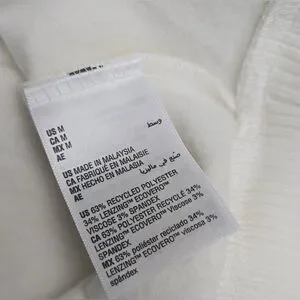 US M
CA M
MX M
AE وسط
US MADE IN MALAYSIA
CA FABRIQUÉ EN MALAISIE
MX HECHO EN MALASIA
AE صنع في ماليزيا
US 63% RECYCLED POLYESTER
34% LENZING™ ECOVERO™
VISCOSE 3% SPANDEX
CA 63% POLYESTER RECYCLÉ 34%
LENZING™ ECOVERO™ VISCOSE 3%
SPANDEX
MX 63% poliéster reciclado 34%
LENZING™ ECOVERO™ viscosa 3%
spándex